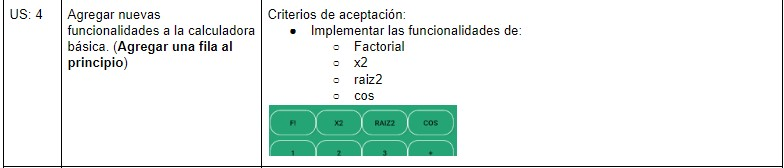 US: 4
Agregar nuevas
funcionalidades a la calculadora
básica. (Agregar una fila al
principio)
Criterios de aceptación:
● Implementar las funcionalidades de:
○ Factorial
○ x2
○ raiz2
○ cos
F! X2 RAIZ2 COS
1 2 3 +